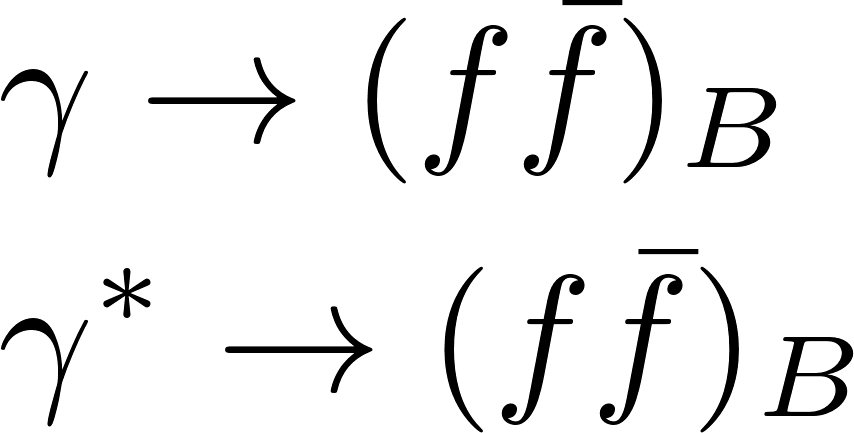 γ → (f f̄)_B
γ* → (f f̄)_B